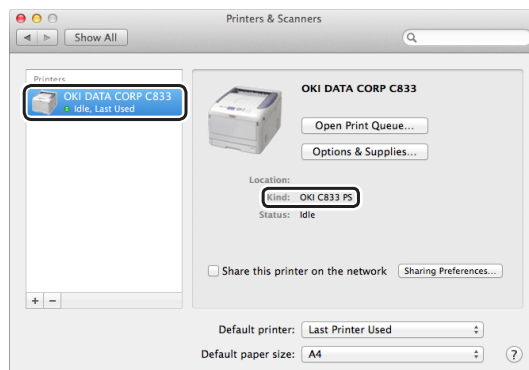 Printers & Scanners
Show All
Printers
OKI DATA CORP C833
Idle, Last Used
OKI DATA CORP C833
Open Print Queue...
Options & Supplies...
Location:
Kind: OKI C833 PS
Status: Idle
Share this printer on the network Sharing Preferences...
+ −
Default printer: Last Printer Used
Default paper size: A4 ?